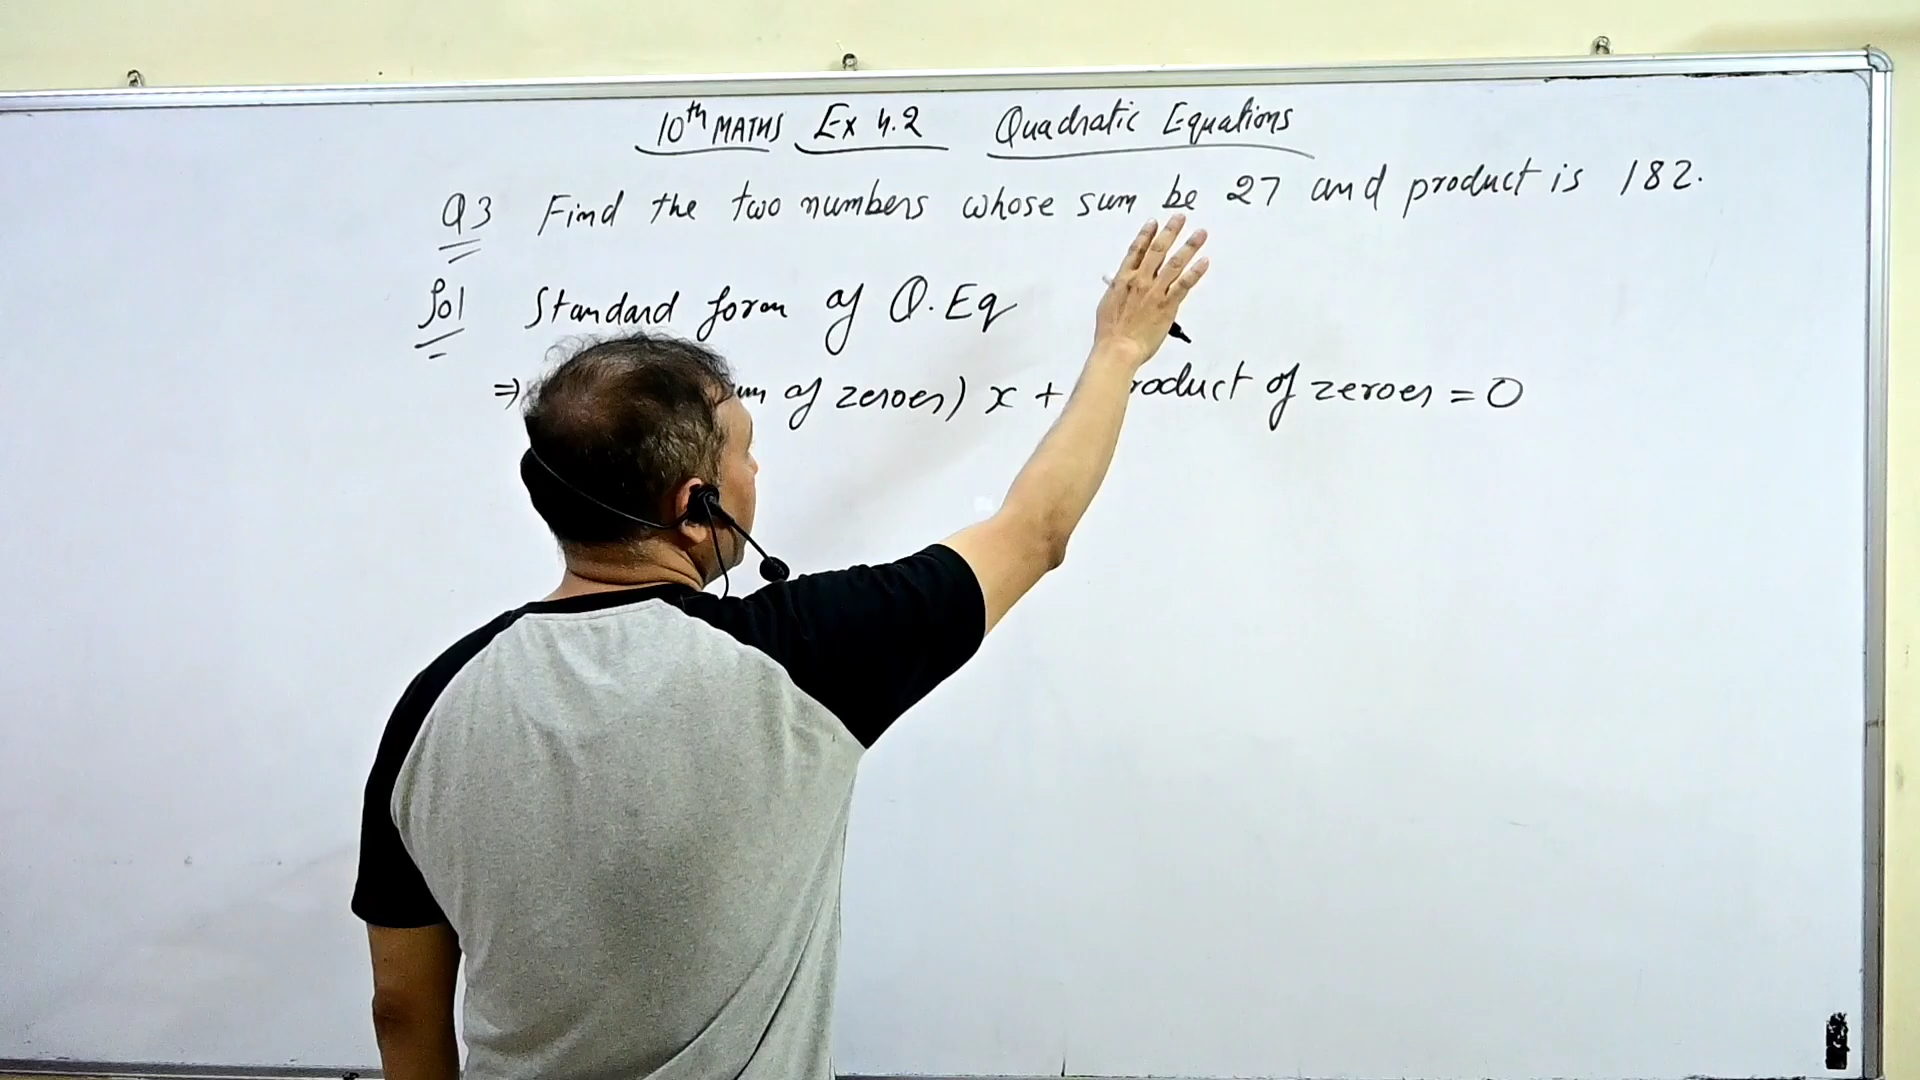 10th MATHS Ex 4.2 Quadratic Equations
Q3 Find the two numbers whose sum be 27 and product is 182.
Sol Standard form of Q.Eq
⇒ of zeroes) x + product of zeroes = 0